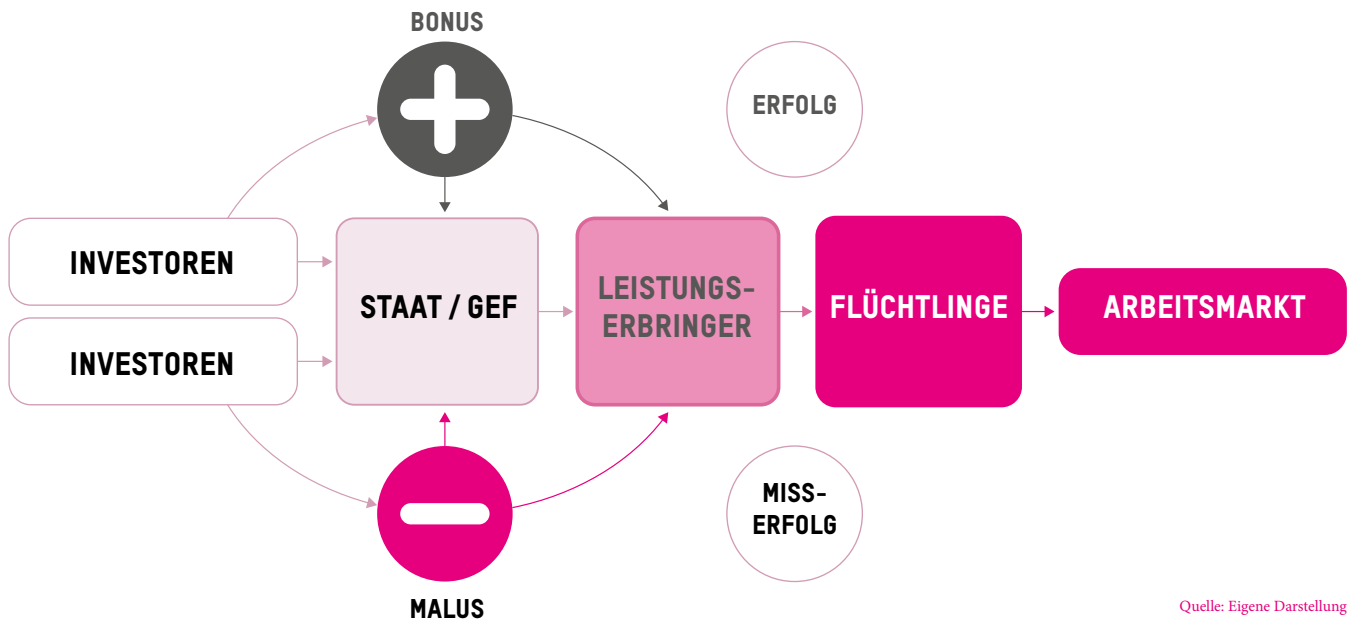 BONUS
ERFOLG
INVESTOREN
INVESTOREN
STAAT / GEF
LEISTUNGS-
ERBRINGER
FLÜCHTLINGE
ARBEITSMARKT
MISS-
ERFOLG
MALUS
Quelle: Eigene Darstellung